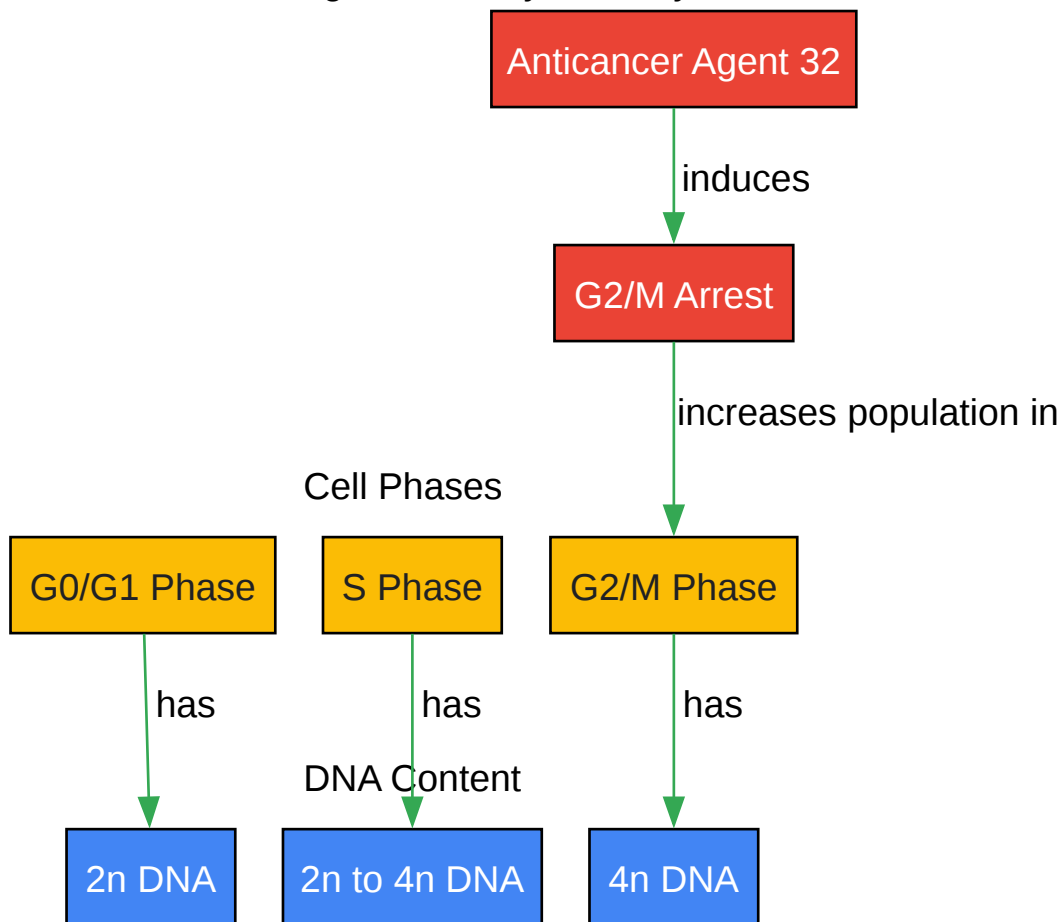 Anticancer Agent 32
induces
G2/M Arrest
increases population in
Cell Phases
G0/G1 Phase
S Phase
G2/M Phase
has
has
has
DNA Content
2n DNA
2n to 4n DNA
4n DNA